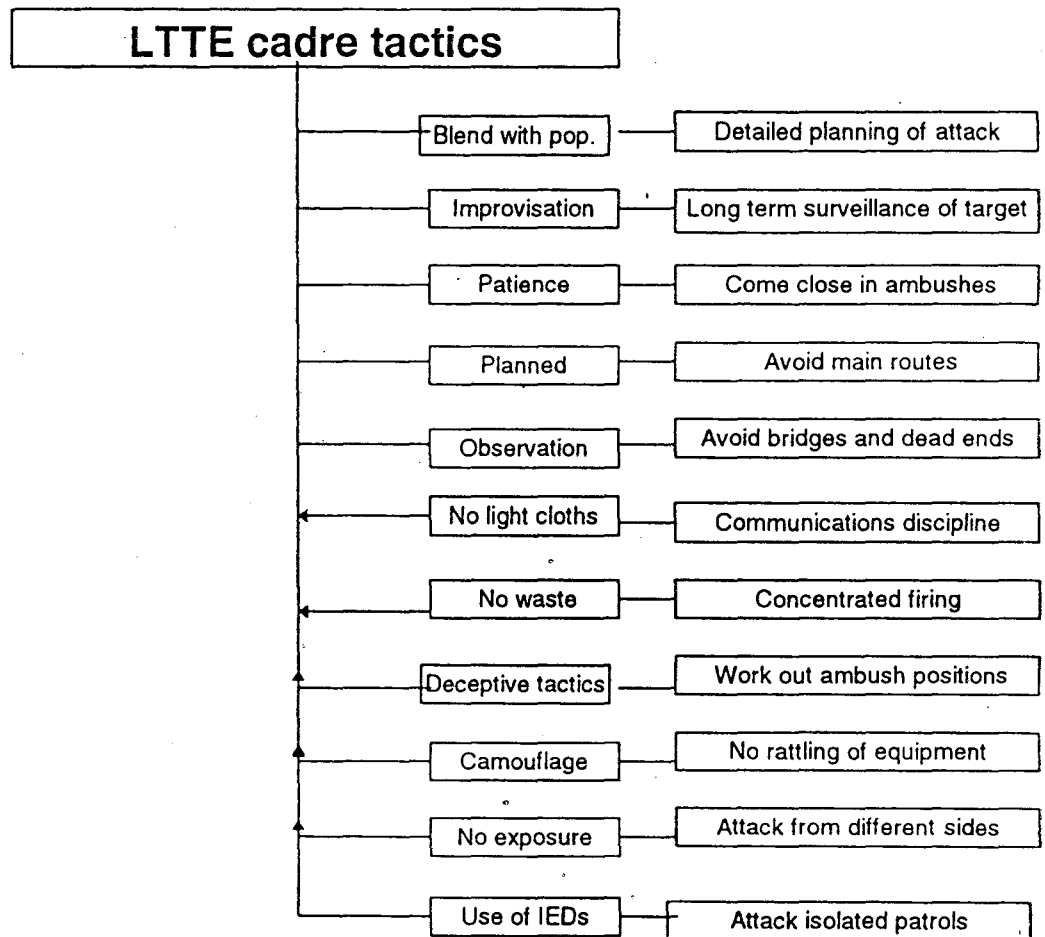 LTTE cadre tactics
Blend with pop. Detailed planning of attack
Improvisation Long term surveillance of target
Patience Come close in ambushes
Planned Avoid main routes
Observation Avoid bridges and dead ends
No light cloths Communications discipline
No waste Concentrated firing
Deceptive tactics Work out ambush positions
Camouflage No rattling of equipment
No exposure Attack from different sides
Use of IEDs Attack isolated patrols